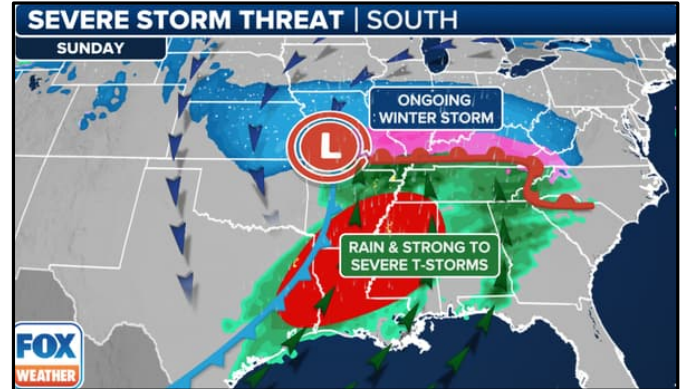 SEVERE STORM THREAT | SOUTH
SUNDAY
ONGOING
WINTER STORM
L
RAIN & STRONG TO
SEVERE T-STORMS
FOX
WEATHER